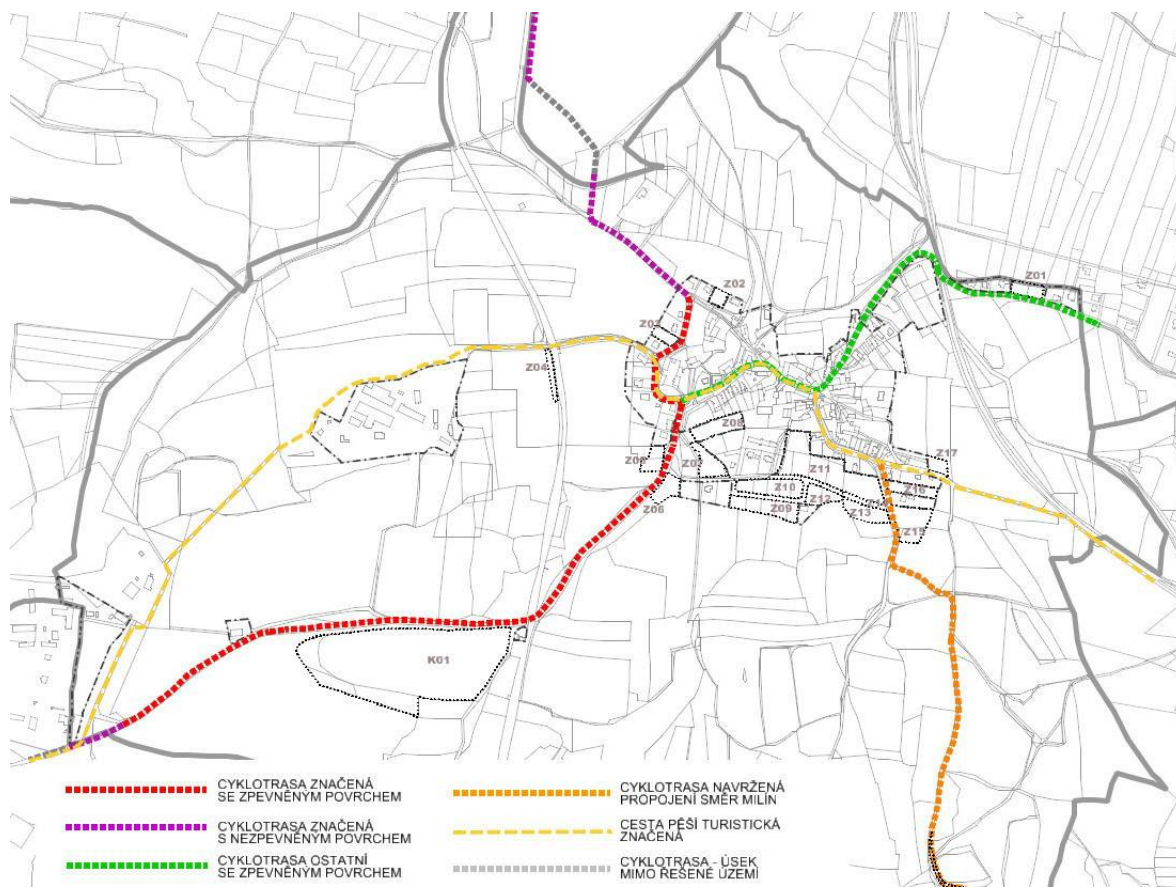 Z01
Z02
Z03
Z04
Z08
Z17
Z11
Z10
Z16
Z12
Z06
Z09
Z13
Z15
K01
CYKLOTRASA ZNAČENÁ
SE ZPEVNĚNÝM POVRCHEM
CYKLOTRASA ZNAČENÁ
S NEZPEVNĚNÝM POVRCHEM
CYKLOTRASA OSTATNÍ
SE ZPEVNĚNÝM POVRCHEM
CYKLOTRASA NAVRŽENÁ
PROPOJENÍ SMĚR MILÍN
CESTA PĚŠÍ TURISTICKÁ
ZNAČENÁ
CYKLOTRASA - ÚSEK
MIMO ŘEŠENÉ ÚZEMÍ